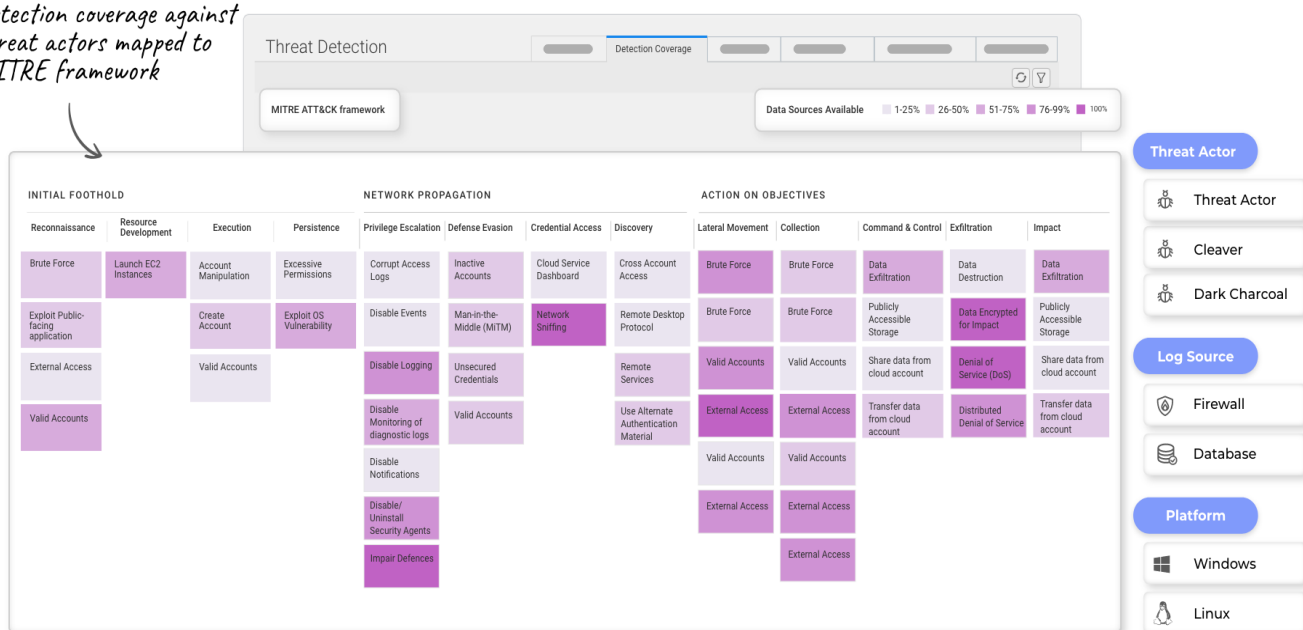 tection coverage against
reat actors mapped to
ITRE framework
Threat Detection
Detection Coverage
MITRE ATT&CK framework
Data Sources Available 1-25% 26-50% 51-75% 76-99% 100%
INITIAL FOOTHOLD
Reconnaissance
Brute Force
Exploit Public-
facing
application
External Access
Valid Accounts
Resource
Development
Launch EC2
Instances
Execution
Account
Manipulation
Create
Account
Valid Accounts
Persistence
Excessive
Permissions
Exploit OS
Vulnerability
NETWORK PROPAGATION
Privilege Escalation
Corrupt Access
Logs
Disable Events
Disable Logging
Disable
Monitoring of
diagnostic logs
Disable
Notifications
Disable/
Uninstall
Security Agents
Impair Defences
Defense Evasion
Inactive
Accounts
Man-in-the-
Middle (MiTM)
Unsecured
Credentials
Valid Accounts
Credential Access
Cloud Service
Dashboard
Network
Sniffing
Discovery
Cross Account
Access
Remote Desktop
Protocol
Remote
Services
Use Alternate
Authentication
Material
ACTION ON OBJECTIVES
Lateral Movement
Brute Force
Brute Force
Valid Accounts
External Access
Valid Accounts
External Access
Collection
Brute Force
Brute Force
Valid Accounts
External Access
Valid Accounts
External Access
External Access
Command & Control
Data
Exfiltration
Publicly
Accessible
Storage
Share data from
cloud account
Transfer data
from cloud
account
Exfiltration
Data
Destruction
Data Encrypted
for Impact
Denial of
Service (DoS)
Distributed
Denial of Service
Impact
Data
Exfiltration
Publicly
Accessible
Storage
Share data from
cloud account
Transfer data
from cloud
account
Threat Actor
Threat Actor
Cleaver
Dark Charcoal
Log Source
Firewall
Database
Platform
Windows
Linux